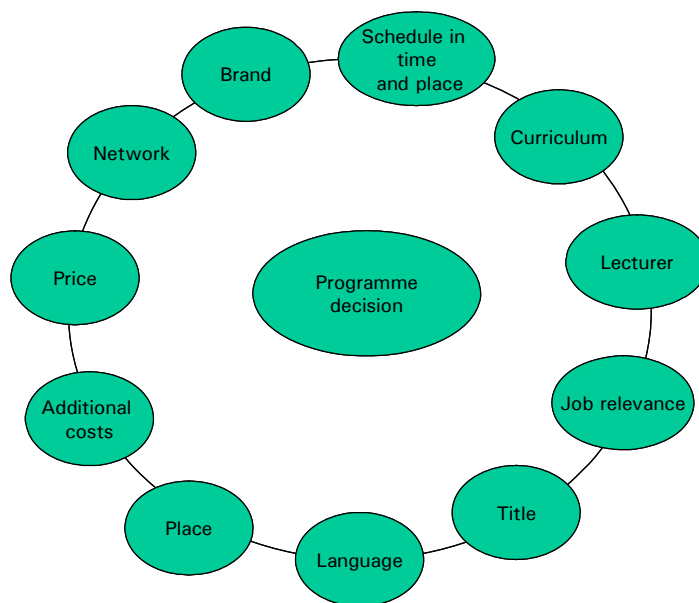 Schedule in
time
and place
Brand
Curriculum
Network
Lecturer
Price
Programme
decision
Job relevance
Additional
costs
Title
Place
Language